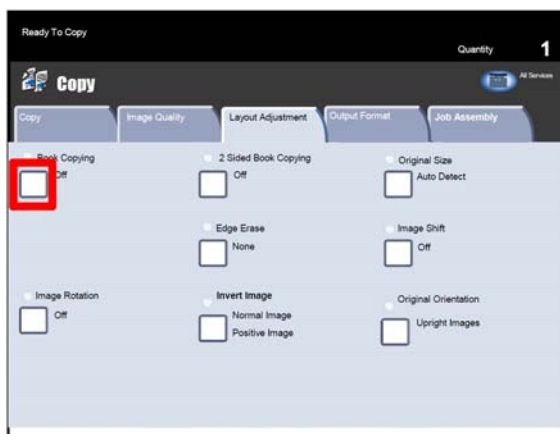 Ready To Copy
Quantity 1
Copy
All Services
Copy
Image Quality
Layout Adjustment
Output Format
Job Assembly
Book Copying
Off
2 Sided Book Copying
Off
Original Size
Auto Detect
Edge Erase
None
Image Shift
Off
Image Rotation
Off
Invert Image
Normal Image
Positive Image
Original Orientation
Upright Images